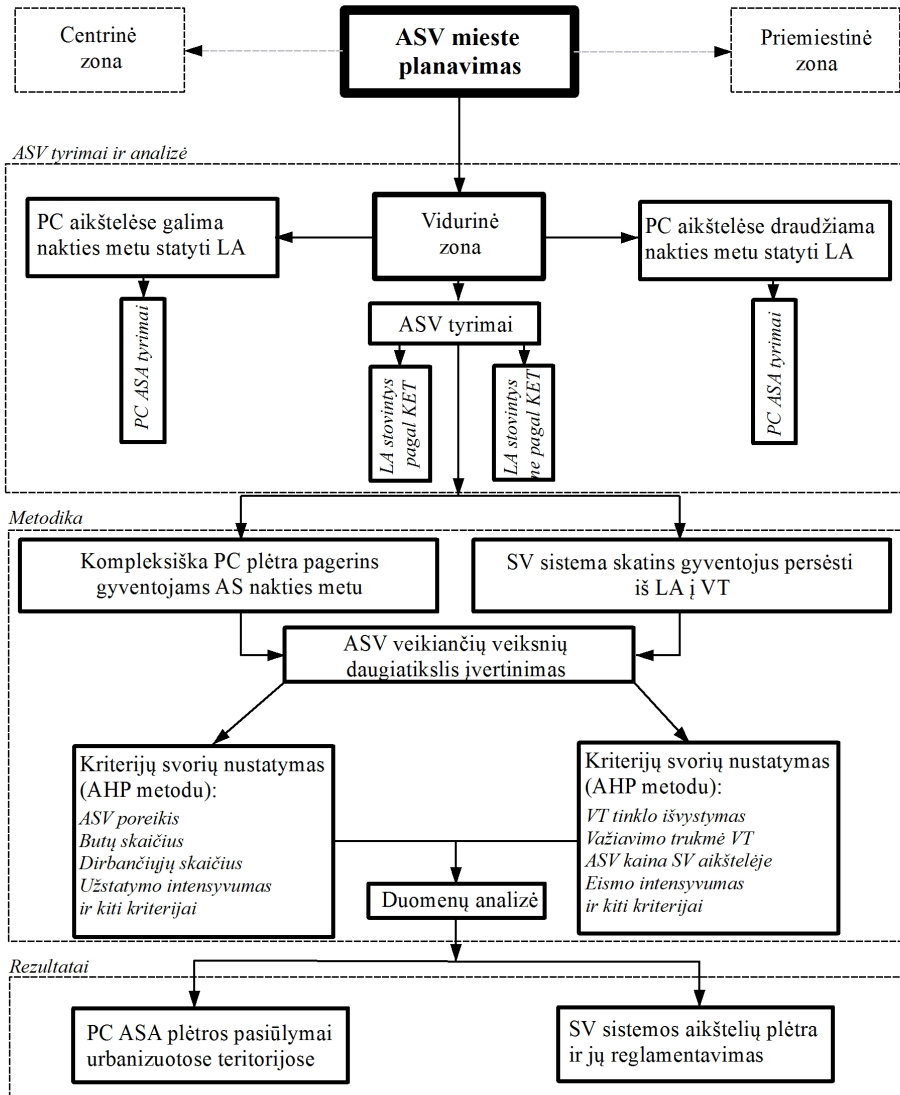 Centrinė
zona
ASV mieste
planavimas
Priemiestinė
zona
ASV tyrimai ir analizė
PC aikštelėse galima
nakties metu statyti LA
Vidurinė
zona
PC aikštelėse draudžiama
nakties metu statyti LA
PC ASA tyrimai
ASV tyrimai
LA stovintys
pagal KET
LA stovintys
ne pagal KET
PC ASA tyrimai
Metodika
Kompleksiška PC plėtra pagerins
gyventojams AS nakties metu
SV sistema skatins gyventojus persėsti
iš LA į VT
ASV veikiančių veiksnių
daugiatikslis įvertinimas
Kriterijų svorių nustatymas
(AHP metodu):
ASV poreikis
Butų skaičius
Dirbančiųjų skaičius
Užstatymo intensyvumas
ir kiti kriterijai
Kriterijų svorių nustatymas
(AHP metodu):
VT tinklo išvystymas
Važiavimo trukmė VT
ASV kaina SV aikštelėje
Eismo intensyvumas
ir kiti kriterijai
Duomenų analizė
Rezultatai
PC ASA plėtros pasiūlymai
urbanizuotose teritorijose
SV sistemos aikštelių plėtra
ir jų reglamentavimas